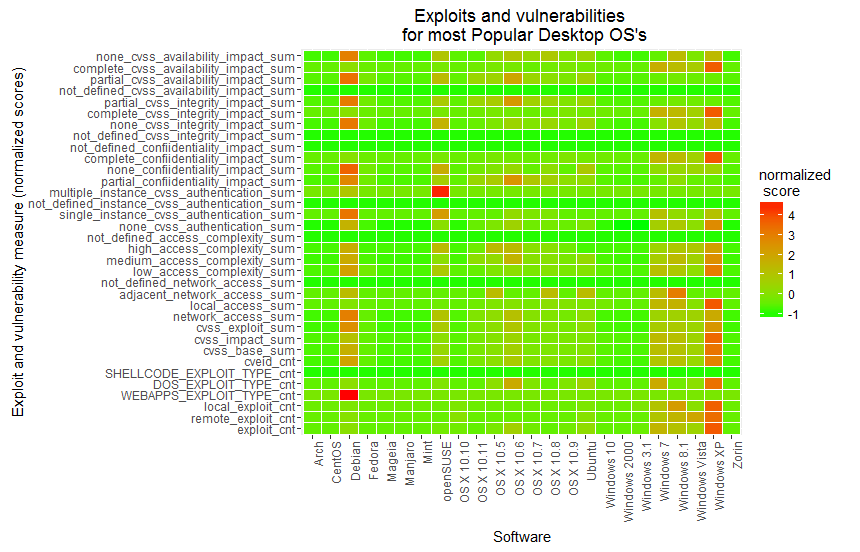 Exploits and vulnerabilities
for most Popular Desktop OS's
Exploit and vulnerability measure (normalized scores)
none_cvss_availability_impact_sum
complete_cvss_availability_impact_sum
partial_cvss_availability_impact_sum
not_defined_cvss_availability_impact_sum
partial_cvss_integrity_impact_sum
complete_cvss_integrity_impact_sum
none_cvss_integrity_impact_sum
not_defined_cvss_integrity_impact_sum
not_defined_confiidentiality_impact_sum
complete_confiidentiality_impact_sum
none_confiidentiality_impact_sum
partial_confiidentiality_impact_sum
multiple_instance_cvss_authentication_sum
not_defined_instance_cvss_authentication_sum
single_instance_cvss_authentication_sum
none_cvss_authentication_sum
not_defined_access_complexity_sum
high_access_complexity_sum
medium_access_complexity_sum
low_access_complexity_sum
not_defined_network_access_sum
adjacent_network_access_sum
local_access_sum
network_access_sum
cvss_exploit_sum
cvss_impact_sum
cvss_base_sum
cveid_cnt
SHELLCODE_EXPLOIT_TYPE_cnt
DOS_EXPLOIT_TYPE_cnt
WEBAPPS_EXPLOIT_TYPE_cnt
local_exploit_cnt
remote_exploit_cnt
exploit_cnt
Arch
CentOS
Debian
Fedora
Mageia
Manjaro
Mint
openSUSE
OS X 10.10
OS X 10.11
OS X 10.5
OS X 10.6
OS X 10.7
OS X 10.8
OS X 10.9
Ubuntu
Windows 10
Windows 2000
Windows 3.1
Windows 7
Windows 8.1
Windows Vista
Windows XP
Zorin
Software
normalized
score
4
3
2
1
0
-1